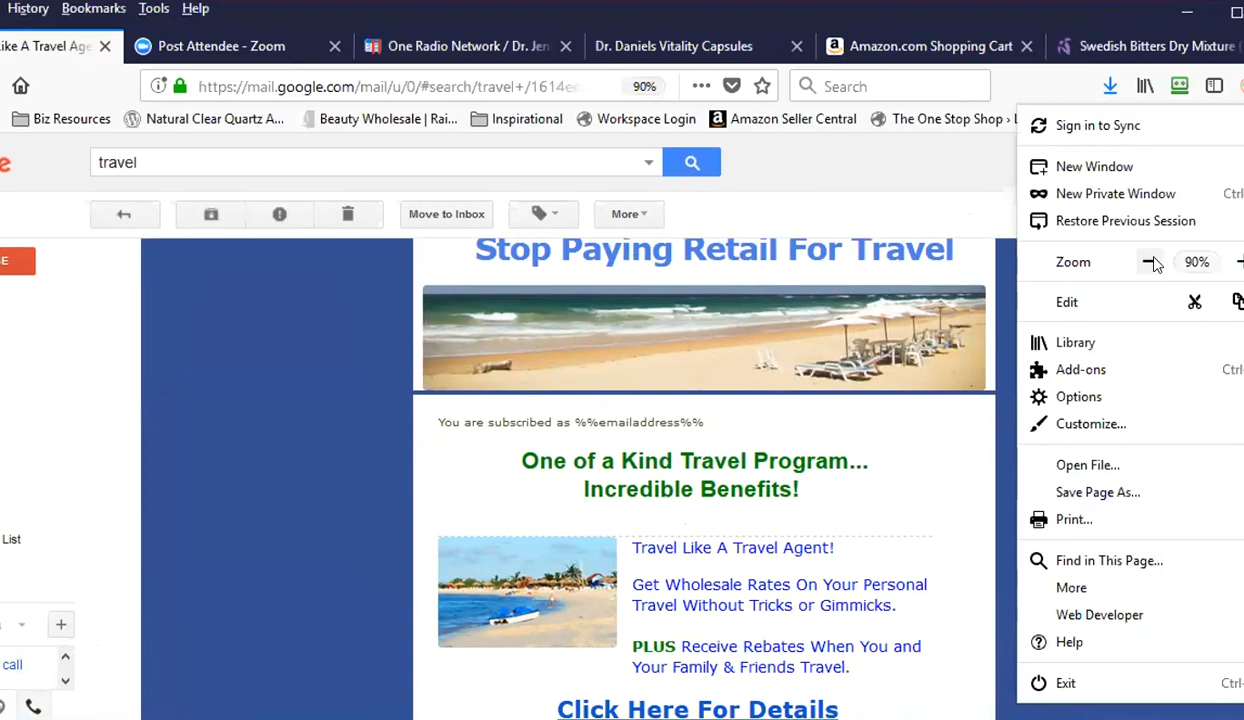 History Bookmarks Tools Help
Like A Travel Age
Post Attendee - Zoom
One Radio Network / Dr. Jen
Dr. Daniels Vitality Capsules
Amazon.com Shopping Cart
Swedish Bitters Dry Mixture
https://mail.google.com/mail/u/0/#search/travel+/1614e
90%
Search
Biz Resources
Natural Clear Quartz A...
Beauty Wholesale | Rai...
Inspirational
Workspace Login
Amazon Seller Central
The One Stop Shop
travel
Move to Inbox
More
Stop Paying Retail For Travel
You are subscribed as %%emailaddress%%
One of a Kind Travel Program...
Incredible Benefits!
Travel Like A Travel Agent!
Get Wholesale Rates On Your Personal
Travel Without Tricks or Gimmicks.
PLUS Receive Rebates When You and
Your Family & Friends Travel.
Click Here For Details
List
call
Sign in to Sync
New Window
New Private Window Ctrl
Restore Previous Session
Zoom 90%
Edit
Library
Add-ons Ctrl
Options
Customize...
Open File...
Save Page As...
Print...
Find in This Page...
More
Web Developer
Help
Exit Ctrl